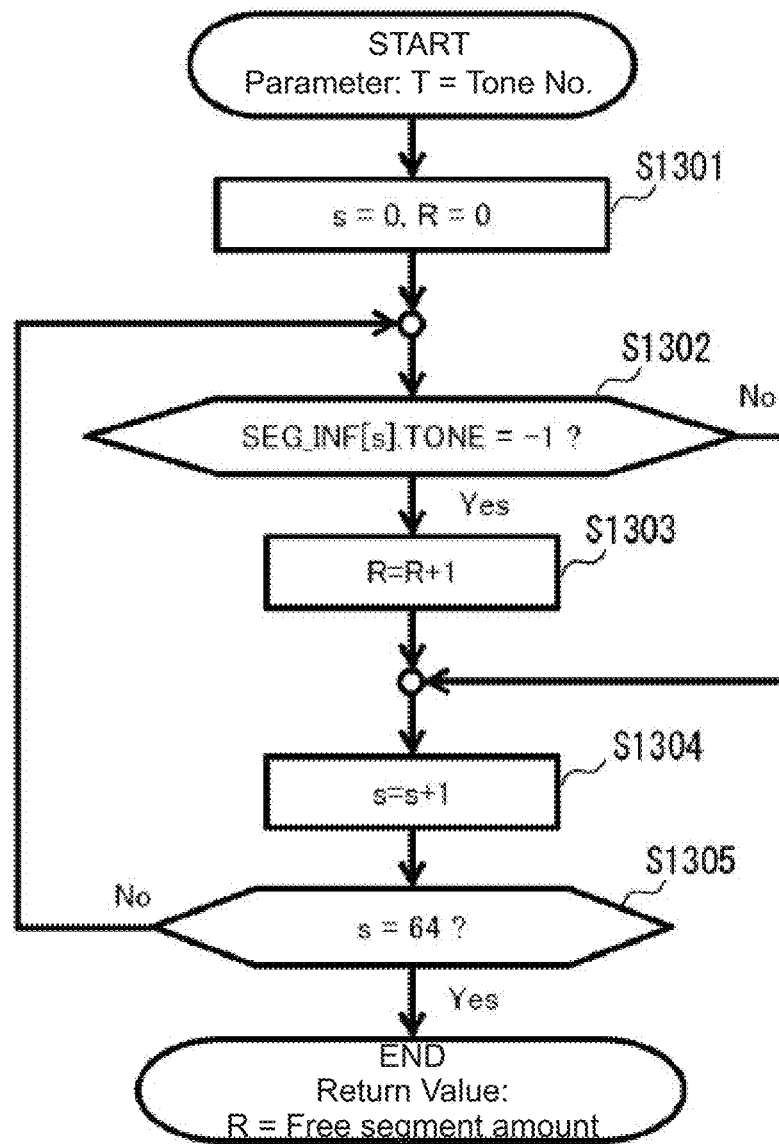 START
Parameter: T = Tone No.
S1301
s = 0, R = 0
S1302
No
SEG_INF[s].TONE = -1 ?
Yes
S1303
R=R+1
S1304
s=s+1
S1305
No
s = 64 ?
Yes
END
Return Value:
R = Free segment amount